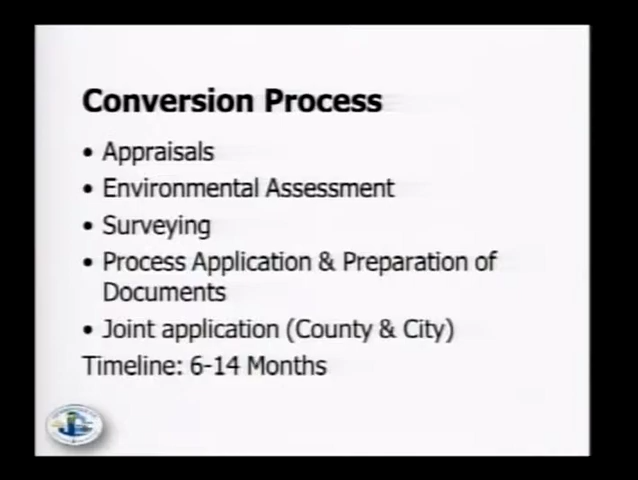 Conversion Process
• Appraisals
• Environmental Assessment
• Surveying
• Process Application & Preparation of
Documents
• Joint application (County & City)
Timeline: 6-14 Months